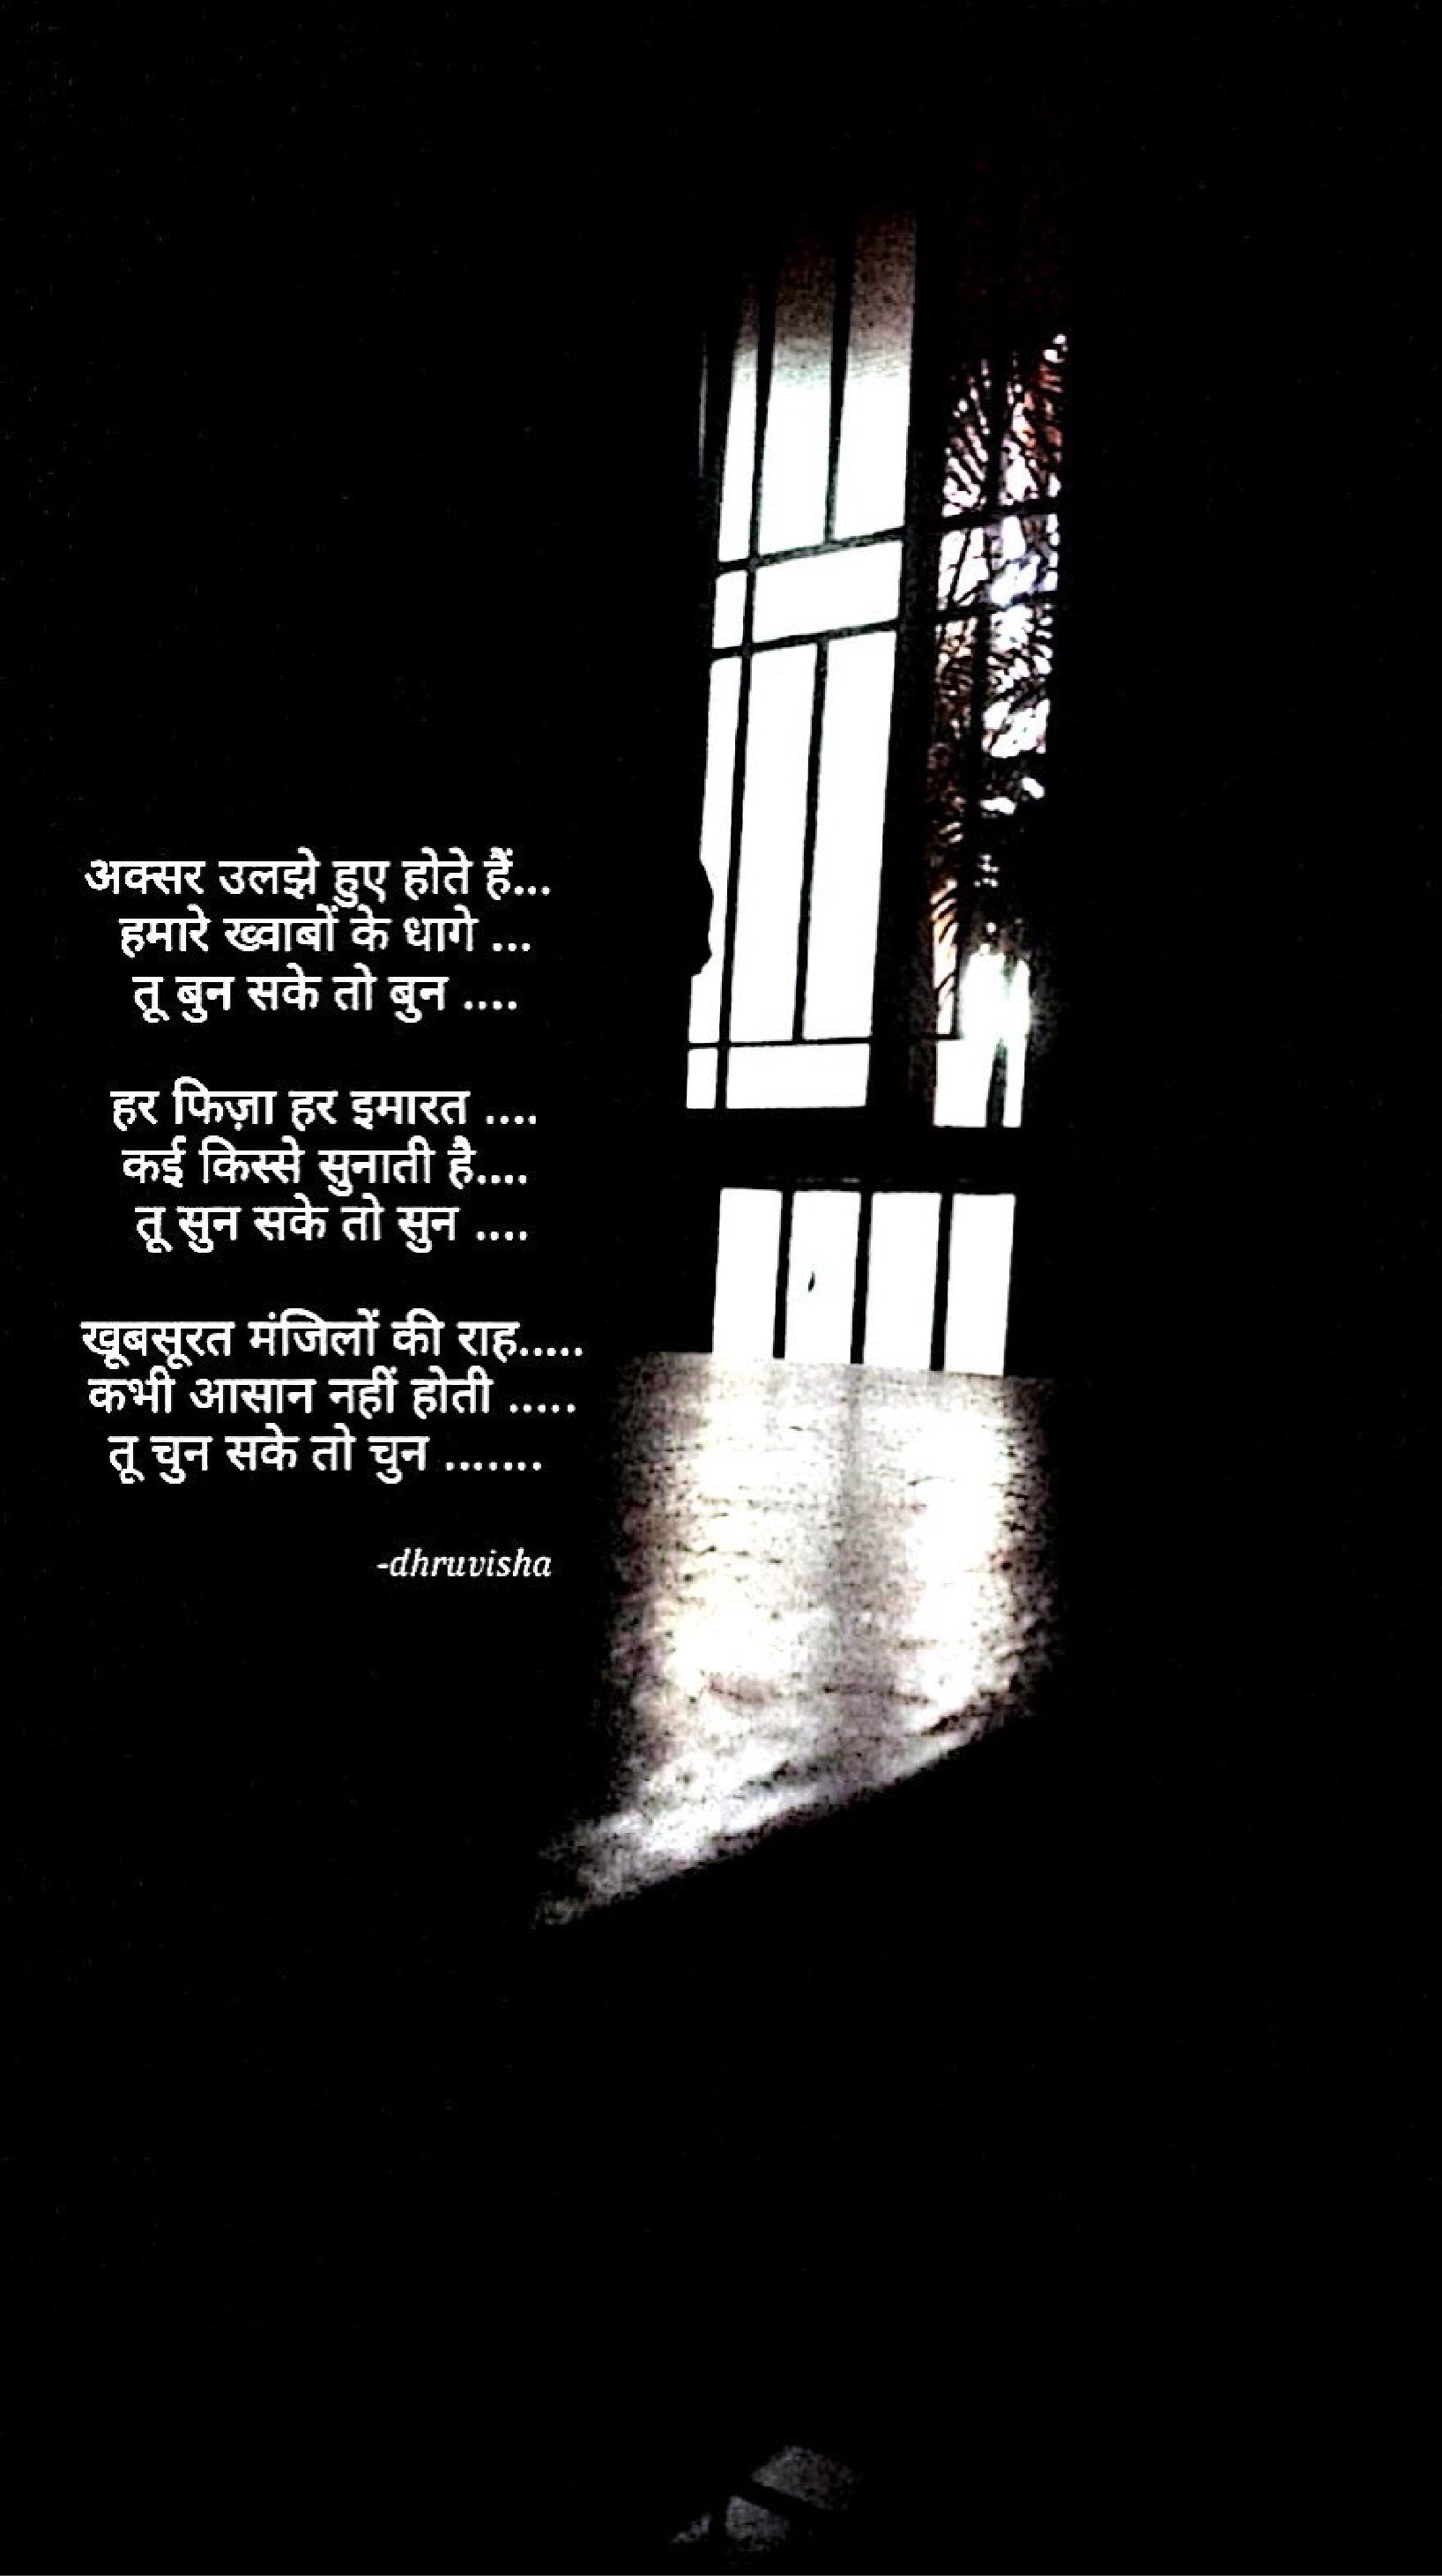 अक्सर उलझे हुए होते हैं...
हमारे ख्वाबों के धागे ...
तू बुन सके तो बुन ....
हर फिज़ा हर इमारत ....
कई किस्से सुनाती है....
तू सुन सके तो सुन ....
खूबसूरत मंजिलों की राह.....
कभी आसान नहीं होती .....
तू चुन सके तो चुन .......
-dhruvisha